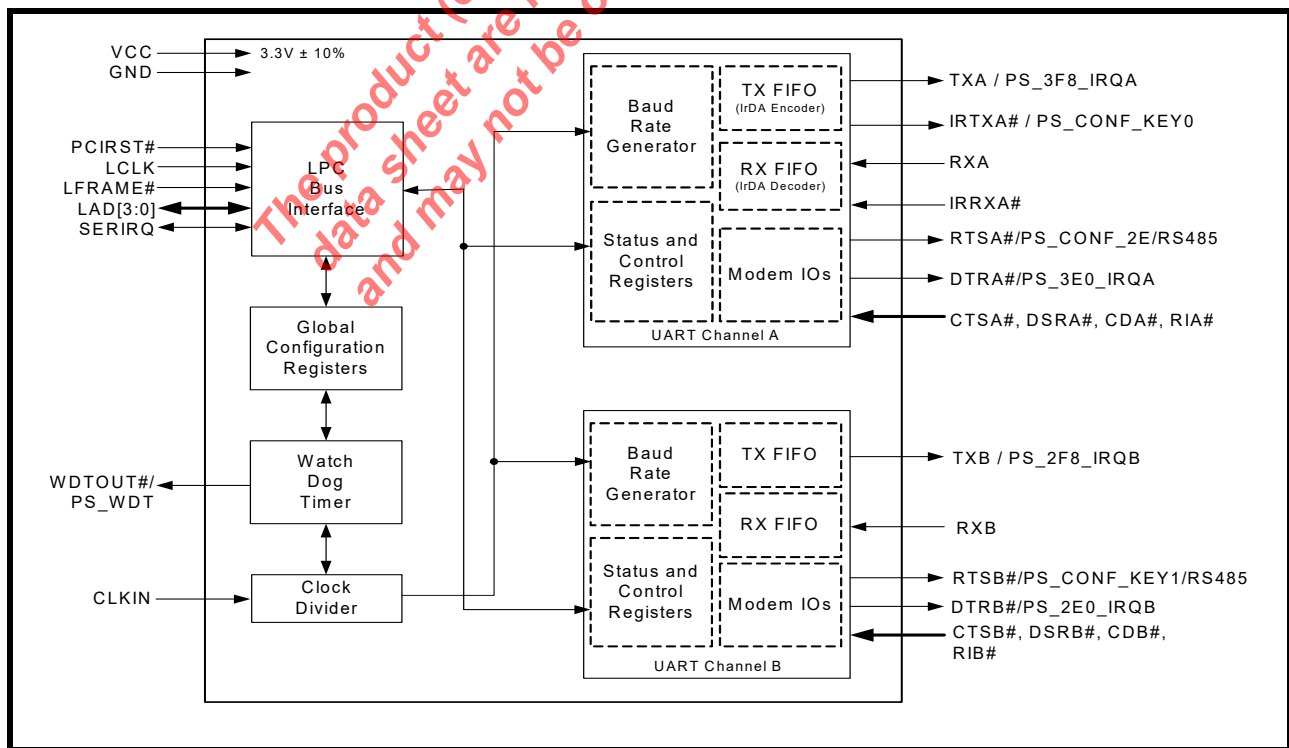 VCC
GND
3.3V ± 10%
PCIRST#
LCLK
LFRAME#
LAD[3:0]
SERIRQ
LPC
Bus
Interface
Global
Configuration
Registers
WDTOUT#/
PS_WDT
Watch
Dog
Timer
CLKIN
Clock
Divider
Baud
Rate
Generator
TX FIFO
(IrDA Encoder)
RX FIFO
(IrDA Decoder)
Status and
Control
Registers
Modem IOs
UART Channel A
TXA / PS_3F8_IRQA
IRTXA# / PS_CONF_KEY0
RXA
IRRXA#
RTSA#/PS_CONF_2E/RS485
DTRA#/PS_3E0_IRQA
CTSA#, DSRA#, CDA#, RIA#
Baud
Rate
Generator
TX FIFO
RX FIFO
Status and
Control
Registers
Modem IOs
UART Channel B
TXB / PS_2F8_IRQB
RXB
RTSB#/PS_CONF_KEY1/RS485
DTRB#/PS_2E0_IRQB
CTSB#, DSRB#, CDB#,
RIB#
The product (
data sheet are
and may not be